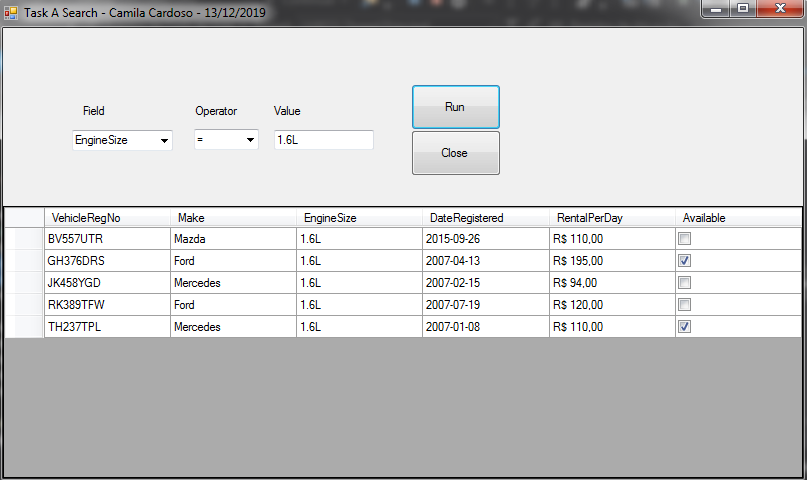 Task A Search - Camila Cardoso - 13/12/2019
Field Operator Value
EngineSize = 1.6L
Run
Close
VehicleRegNo Make EngineSize DateRegistered RentalPerDay Available
BV557UTR Mazda 1.6L 2015-09-26 R$ 110,00
GH376DRS Ford 1.6L 2007-04-13 R$ 195,00
JK458YGD Mercedes 1.6L 2007-02-15 R$ 94,00
RK389TFW Ford 1.6L 2007-07-19 R$ 120,00
TH237TPL Mercedes 1.6L 2007-01-08 R$ 110,00